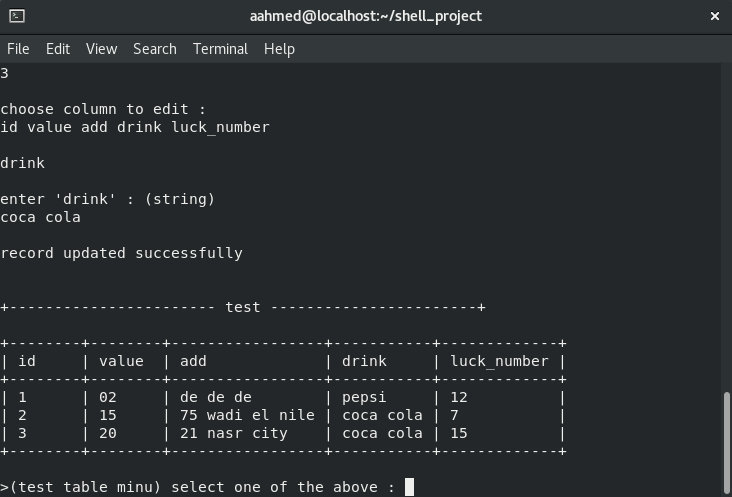 aahmed@localhost:~/shell_project
File Edit View Search Terminal Help
3
choose column to edit :
id value add drink luck_number
drink
enter 'drink' : (string)
coca cola
record updated successfully
+----------------------- test -----------------------+
+--------+--------+-----------------+-----------+-------------+
| id     | value  | add             | drink     | luck_number |
+--------+--------+-----------------+-----------+-------------+
| 1      | 02     | de de de        | pepsi     | 12          |
| 2      | 15     | 75 wadi el nile | coca cola | 7           |
| 3      | 20     | 21 nasr city    | coca cola | 15          |
+--------+--------+-----------------+-----------+-------------+
>(test table minu) select one of the above :